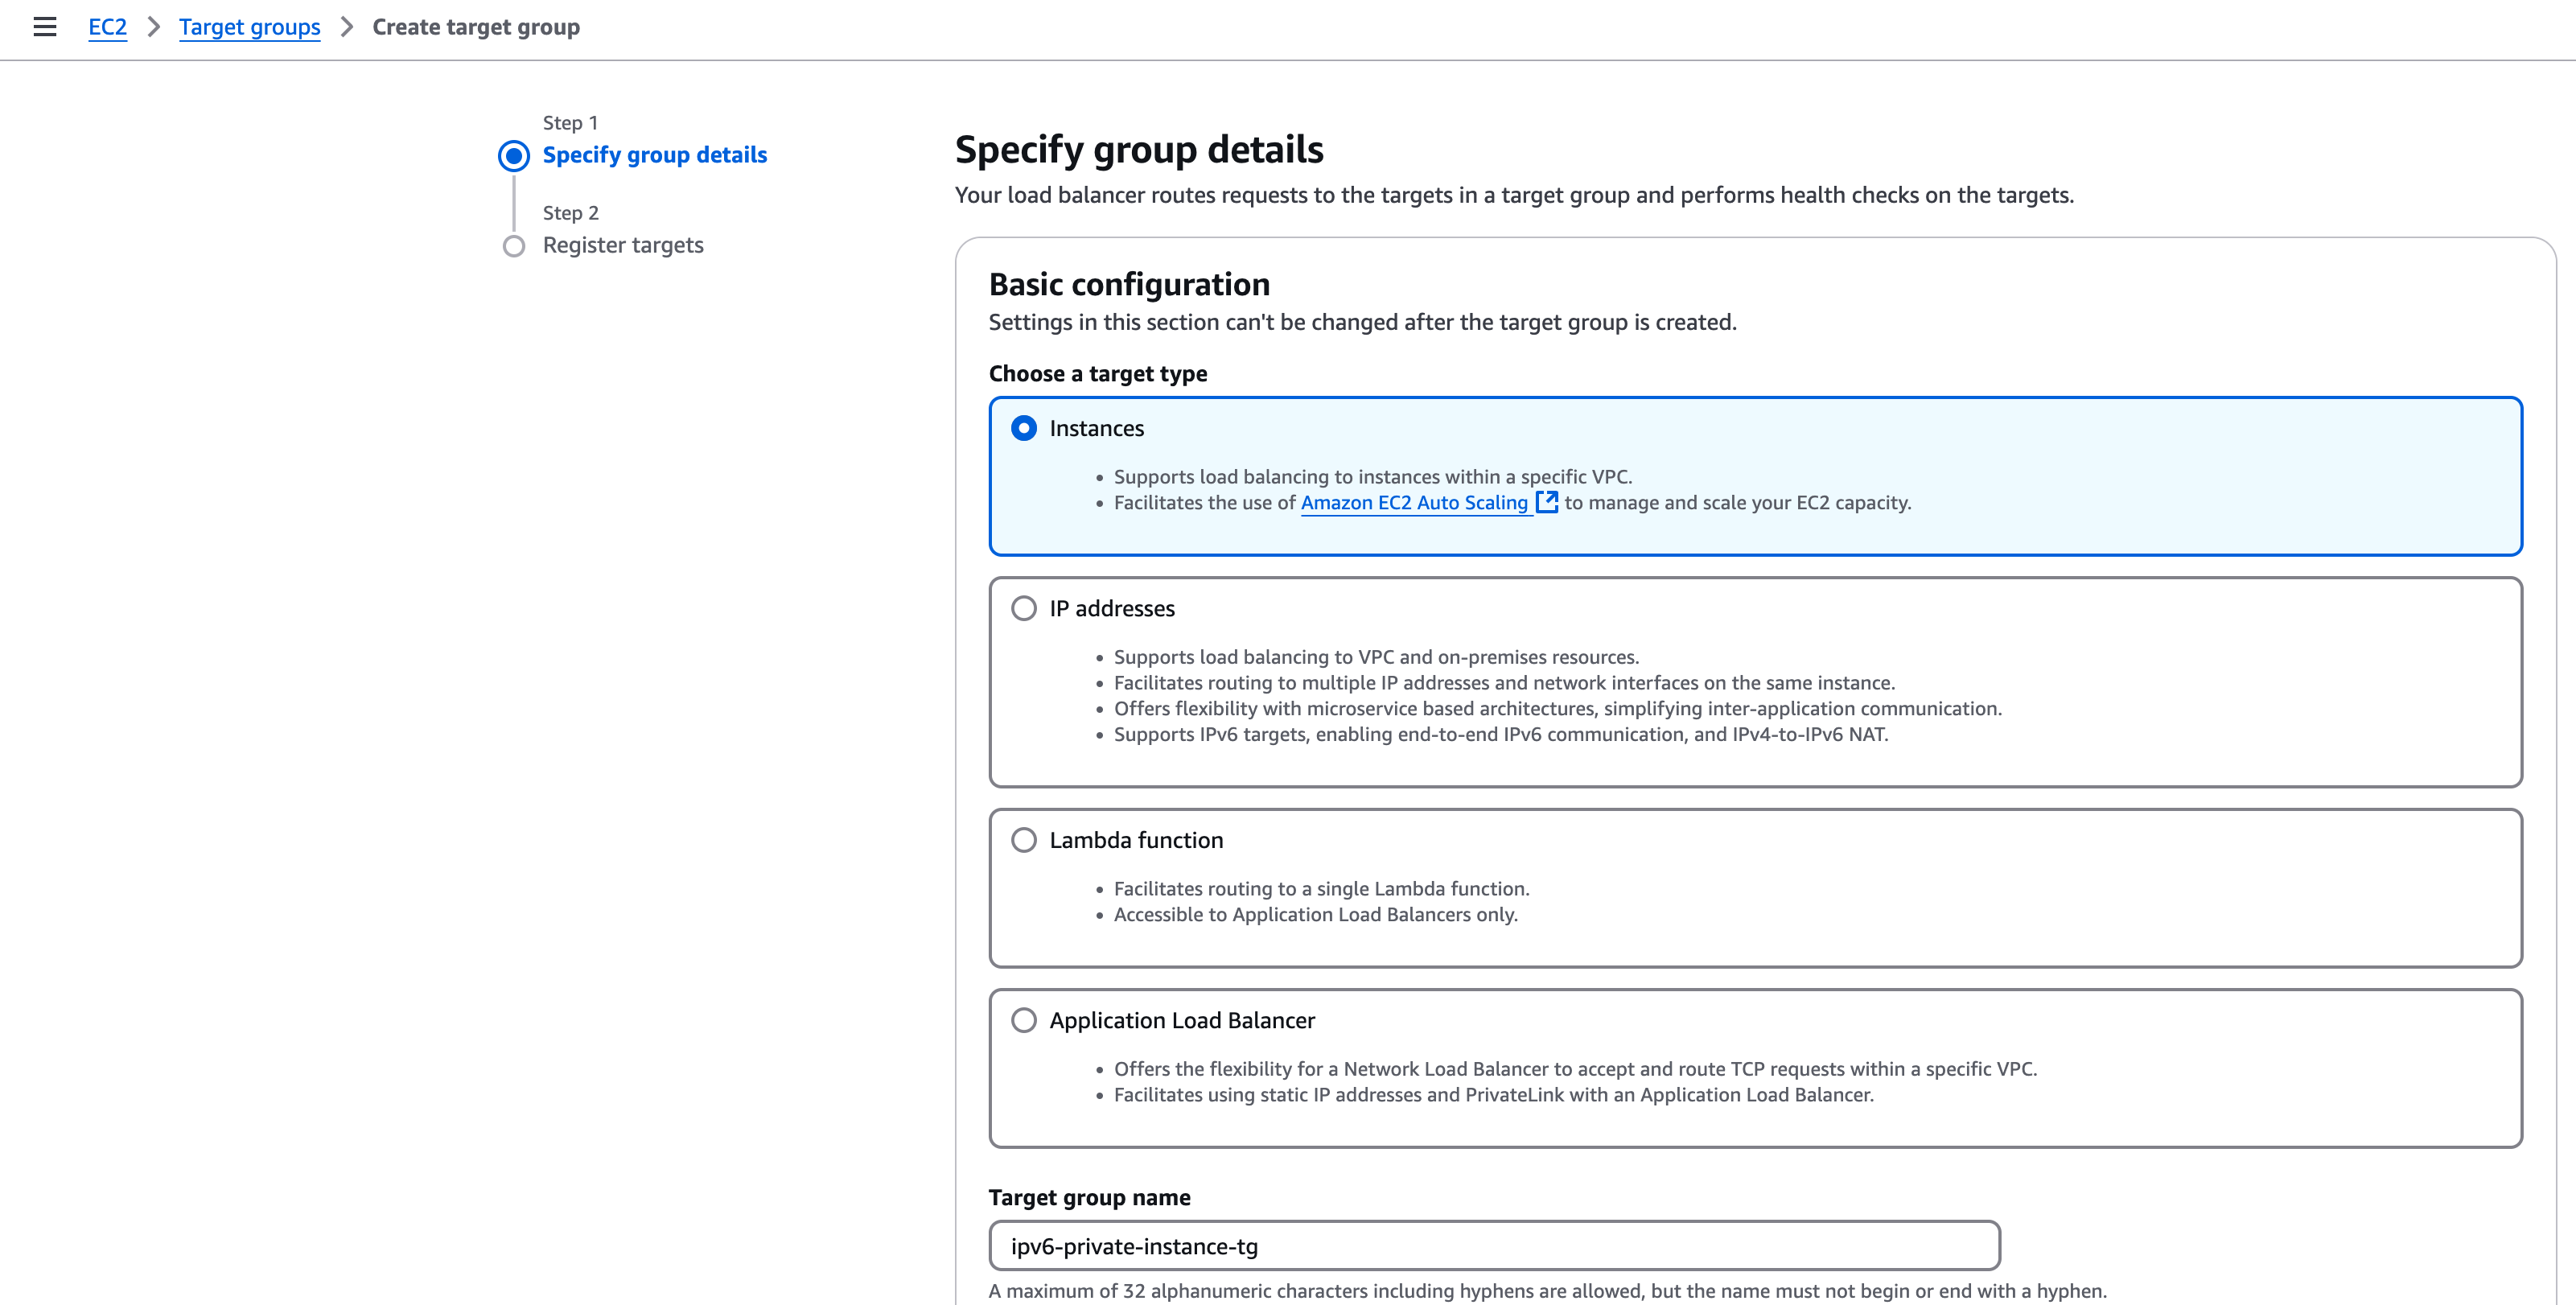 EC2 > Target groups > Create target group
Step 1
Specify group details
Step 2
Register targets
Specify group details
Your load balancer routes requests to the targets in a target group and performs health checks on the targets.
Basic configuration
Settings in this section can't be changed after the target group is created.
Choose a target type
Instances
• Supports load balancing to instances within a specific VPC.
• Facilitates the use of Amazon EC2 Auto Scaling to manage and scale your EC2 capacity.
IP addresses
• Supports load balancing to VPC and on-premises resources.
• Facilitates routing to multiple IP addresses and network interfaces on the same instance.
• Offers flexibility with microservice based architectures, simplifying inter-application communication.
• Supports IPv6 targets, enabling end-to-end IPv6 communication, and IPv4-to-IPv6 NAT.
Lambda function
• Facilitates routing to a single Lambda function.
• Accessible to Application Load Balancers only.
Application Load Balancer
• Offers the flexibility for a Network Load Balancer to accept and route TCP requests within a specific VPC.
• Facilitates using static IP addresses and PrivateLink with an Application Load Balancer.
Target group name
ipv6-private-instance-tg
A maximum of 32 alphanumeric characters including hyphens are allowed, but the name must not begin or end with a hyphen.